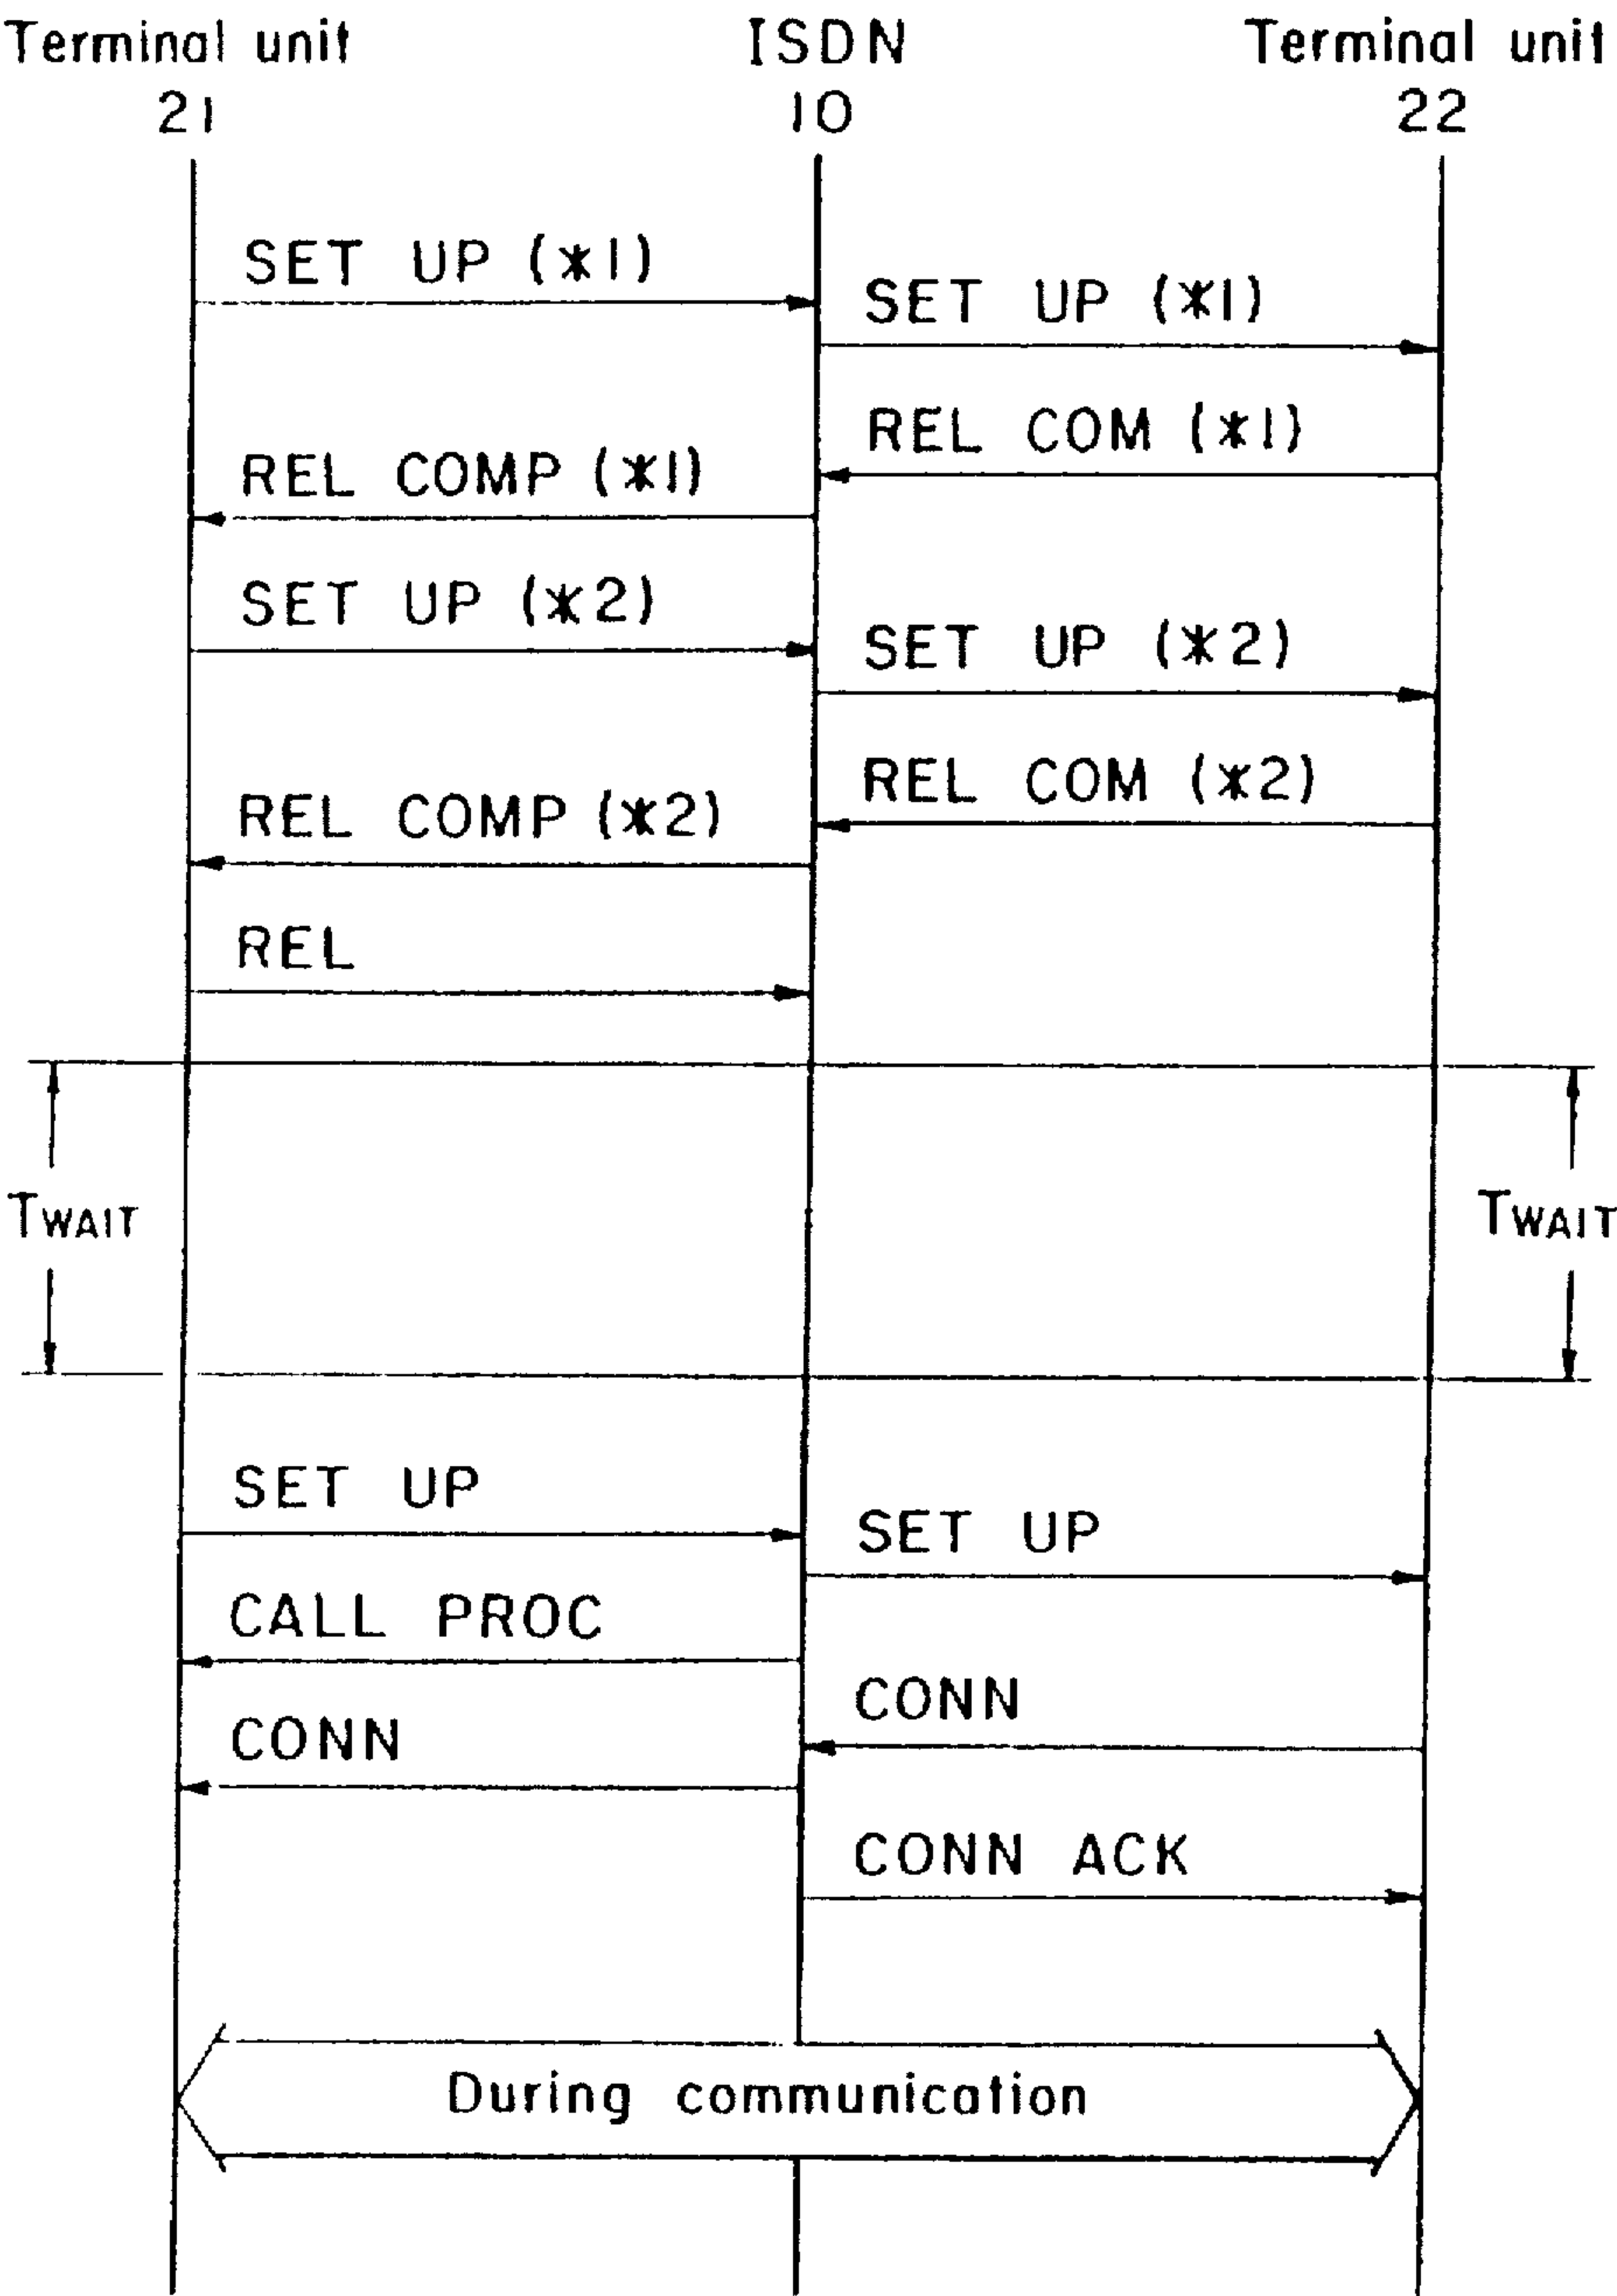 Terminal unit ISDN Terminal unit
21 10 22
SET UP (*1)
SET UP (*1)
REL COM (*1)
REL COMP (*1)
SET UP (*2)
SET UP (*2)
REL COM (*2)
REL COMP (*2)
REL
TWAIT TWAIT
SET UP
SET UP
CALL PROC
CONN
CONN
CONN ACK
During communication